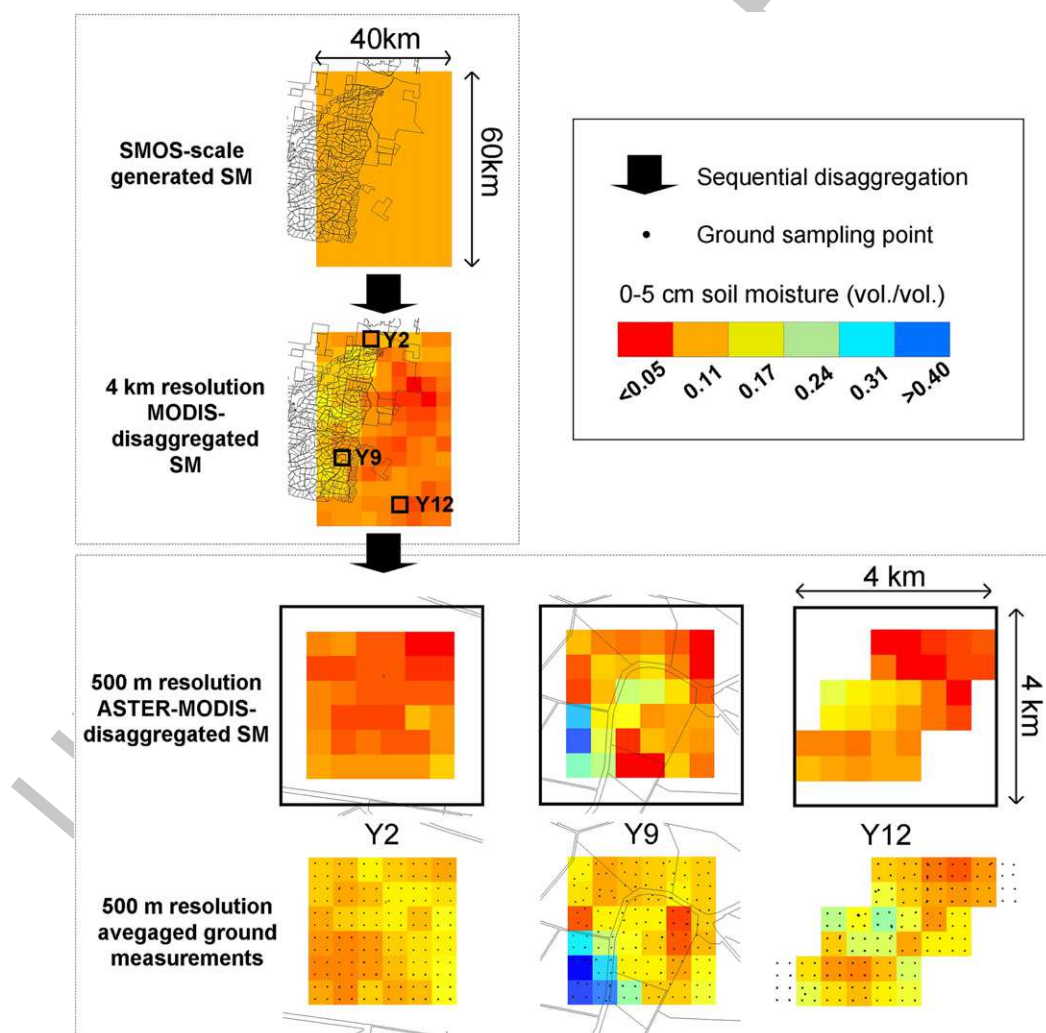 40km
60km
SMOS-scale
generated SM
Sequential disaggregation
Ground sampling point
0-5 cm soil moisture (vol./vol.)
<0.05
0.11
0.17
0.24
0.31
>0.40
4 km resolution
MODIS-
disaggregated
SM
Y2
Y9
Y12
4 km
4 km
500 m resolution
ASTER-MODIS-
disaggregated SM
Y2
Y9
Y12
500 m resolution
avegaged ground
measurements